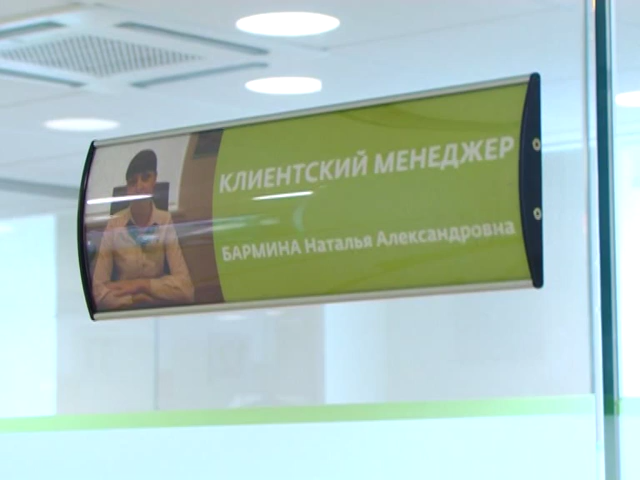 КЛИЕНТСКИЙ МЕНЕДЖЕР
БАРМИНА Наталья Александровна